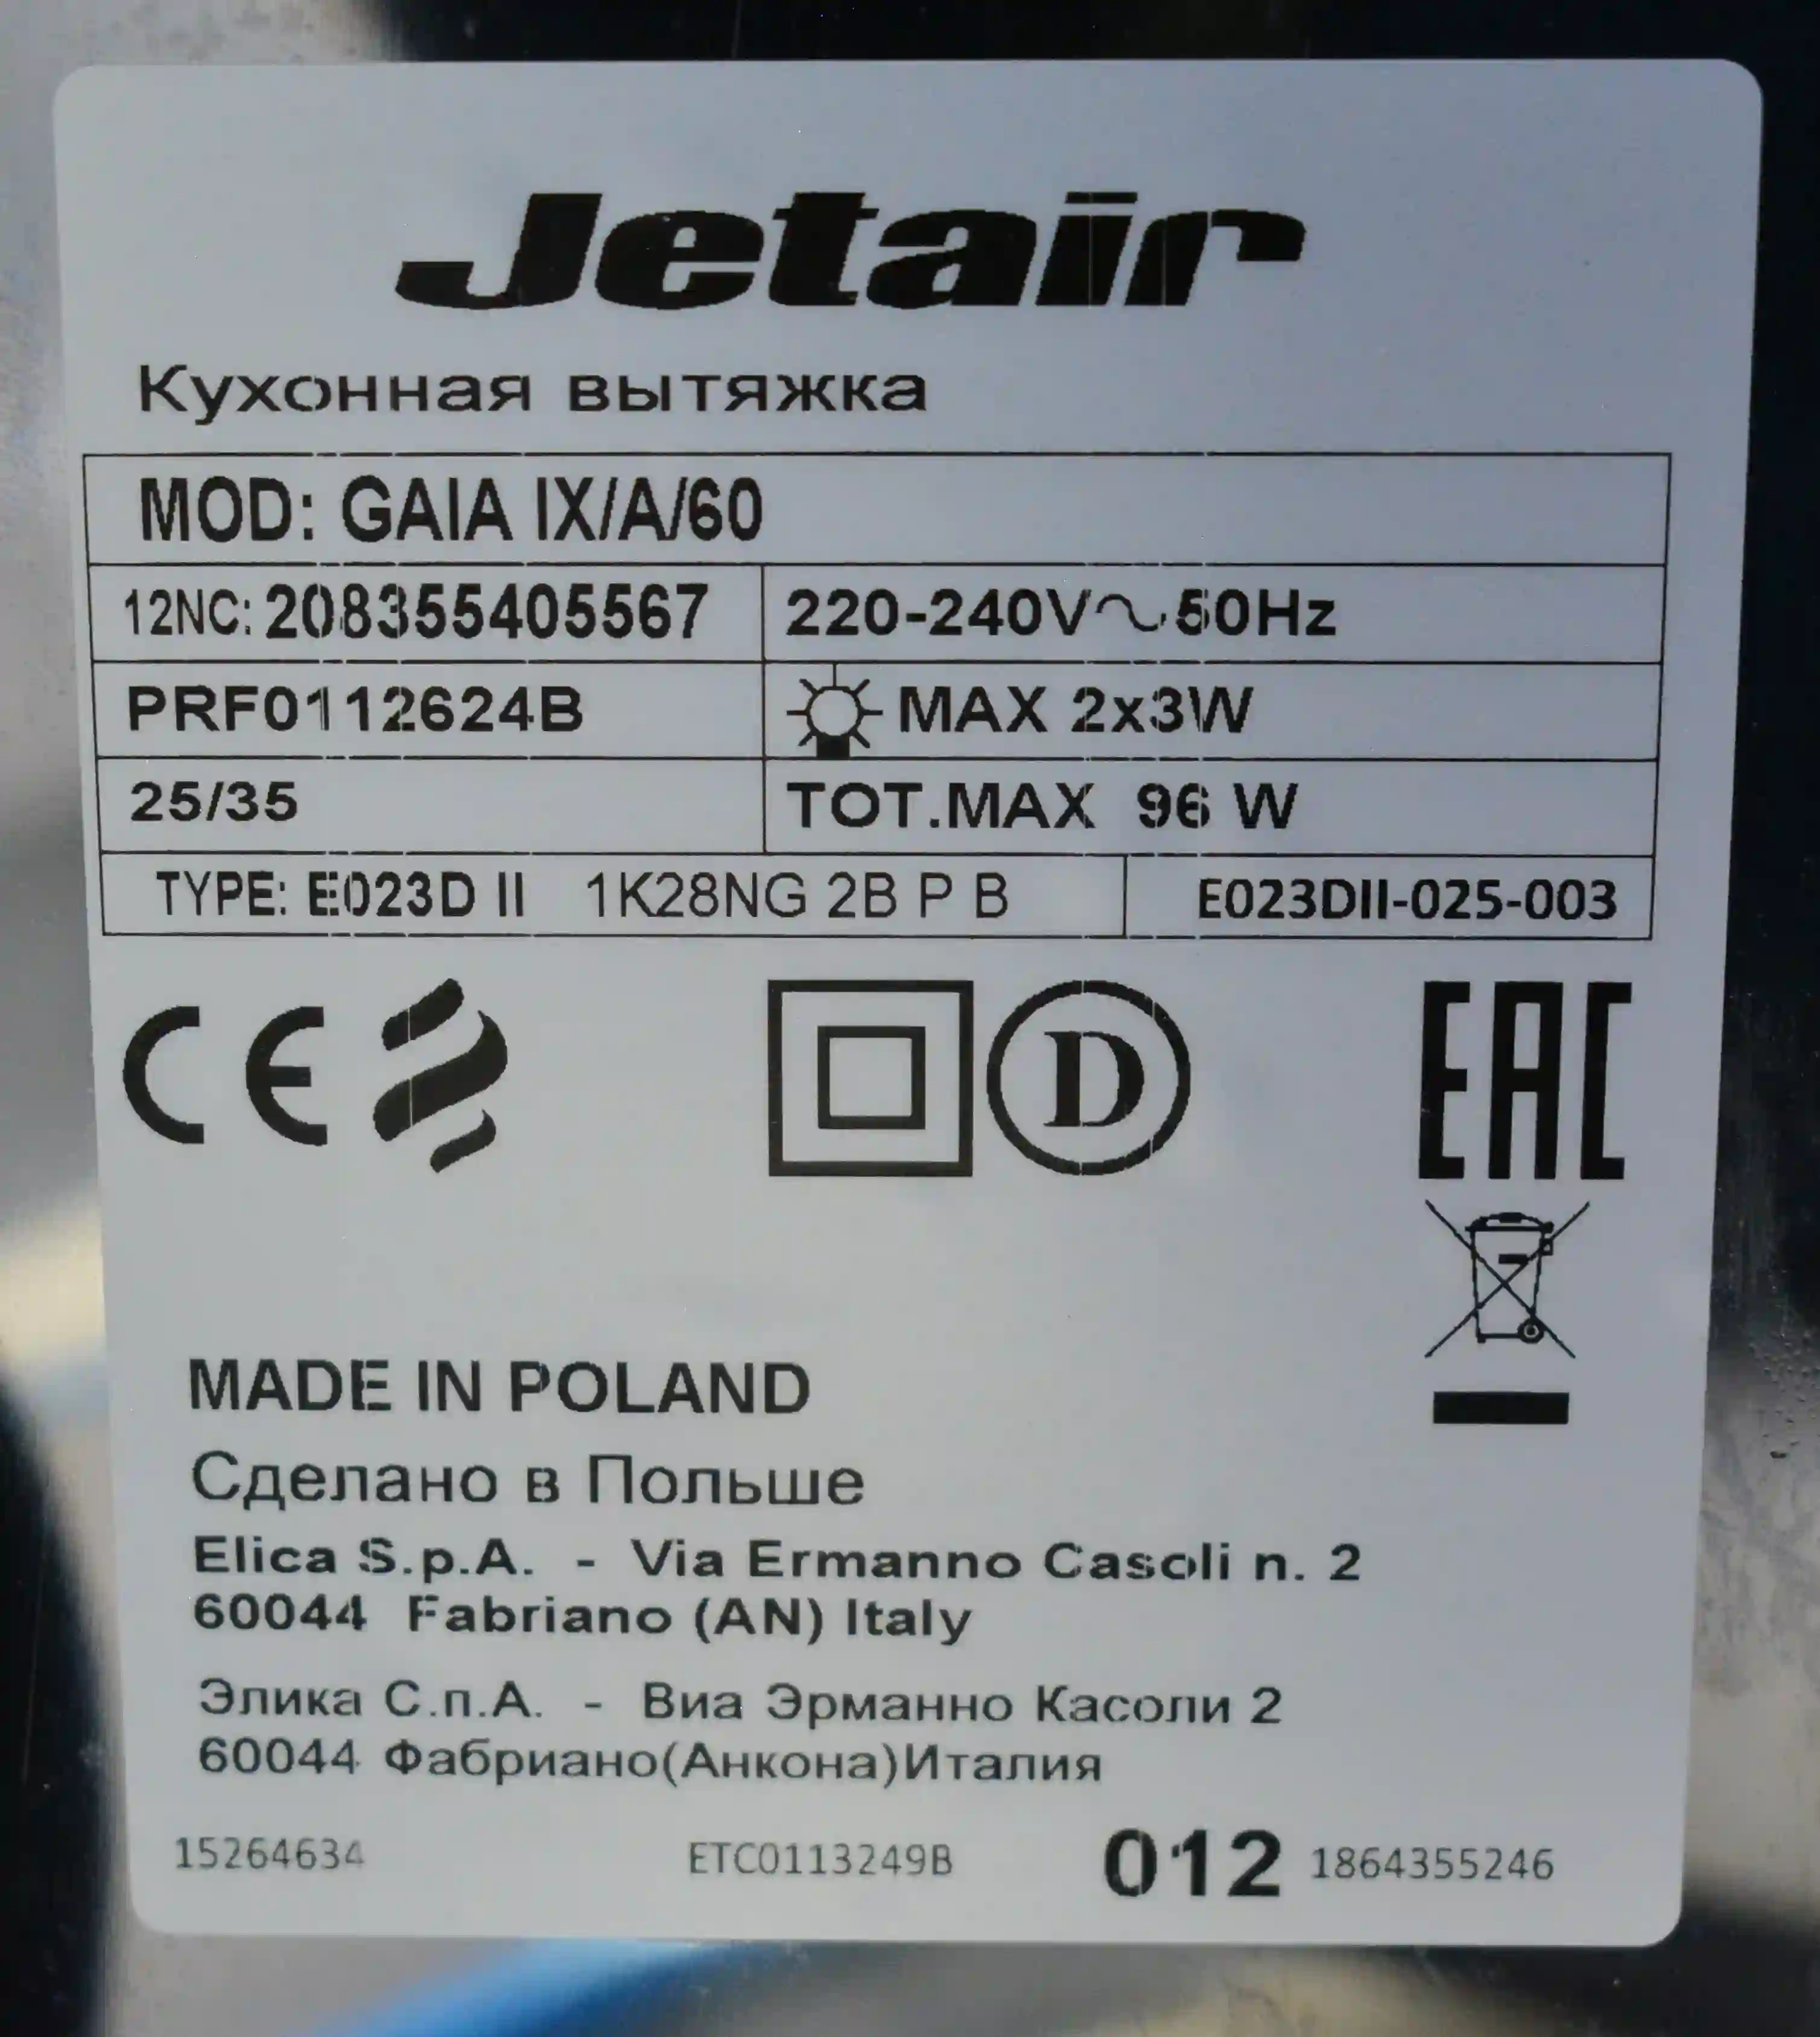 Jetair
Кухонная вытяжка
MOD: GAIA IX/A/60
12NC: 208355405567 220-240V~50Hz
PRF0112624B MAX 2x3W
25/35 TOT.MAX 96 W
TYPE: E023D II 1K28NG 2B P B E023DII-025-003
CE D EAC
MADE IN POLAND
Сделано в Польше
Elica S.p.A. - Via Ermanno Casoli n. 2
60044 Fabriano (AN) Italy
Элика С.п.А. - Виа Эрманно Касоли 2
60044 Фабриано(Анкона)Италия
15264634 ETC0113249B 012 1864355246